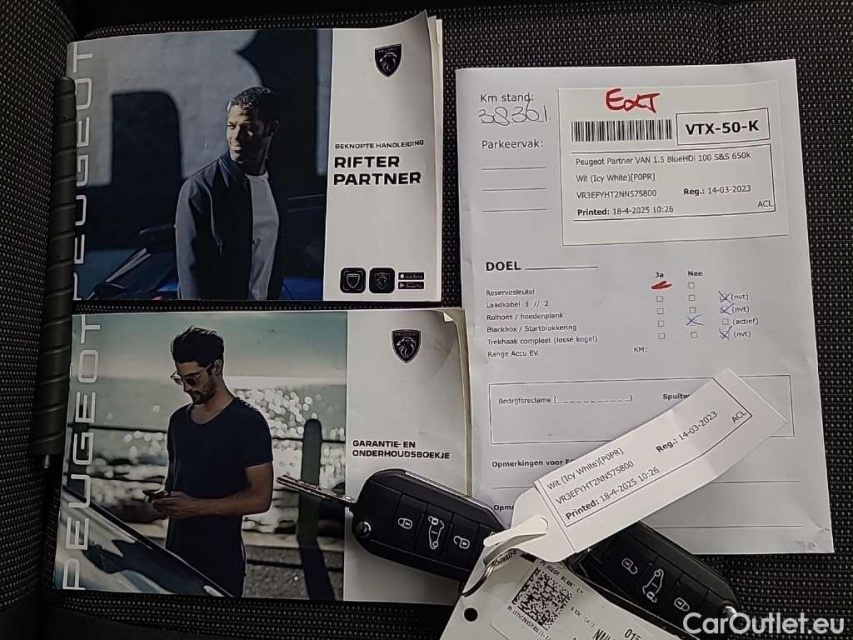 PEUGEOT
BEKNOPTE HANDLEIDING
RIFTER
PARTNER
PEUGEOT
GARANTIE- EN
ONDERHOUDSBOEKJE
Km stand:
38361.
Parkeervak:
EXT
VTX-50-K
Peugeot Partner VAN 1.5 BlueHDi 100 S&S 650k
Wit (Icy White)[P0PR]
VR3EFYHT2NN575800 Reg.: 14-03-2023
Printed: 18-4-2025 10:26 ACL
DOEL
Ja Nee
Reservesleutel
Laadkabel 1 // 2 (nvt)
Rolhoes / hoedenplank (nvt)
Blackbox / Startblokkering (actief)
Trekhaak compleet (losse kogel) (nvt)
Range Accu EV. KM:
Bedrijfsreclame ( ) Spuitw
Opmerkingen voor
Opm
Wit (Icy White)[P0PR]
VR3EFYHT2NN575800 Reg.: 14-03-2023
Printed: 18-4-2025 10:26 ACL
015
CarOutlet.eu